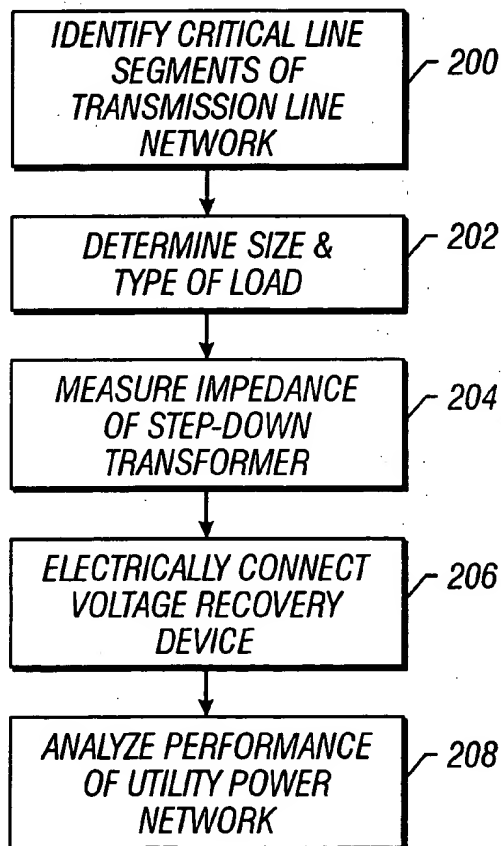 IDENTIFY CRITICAL LINE
SEGMENTS OF
TRANSMISSION LINE
NETWORK
200
DETERMINE SIZE &
TYPE OF LOAD
202
MEASURE IMPEDANCE
OF STEP-DOWN
TRANSFORMER
204
ELECTRICALLY CONNECT
VOLTAGE RECOVERY
DEVICE
206
ANALYZE PERFORMANCE
OF UTILITY POWER
NETWORK
208